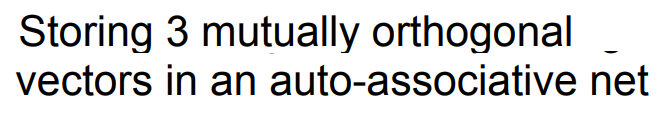 Storing 3 mutually orthogonal
vectors in an auto-associative net